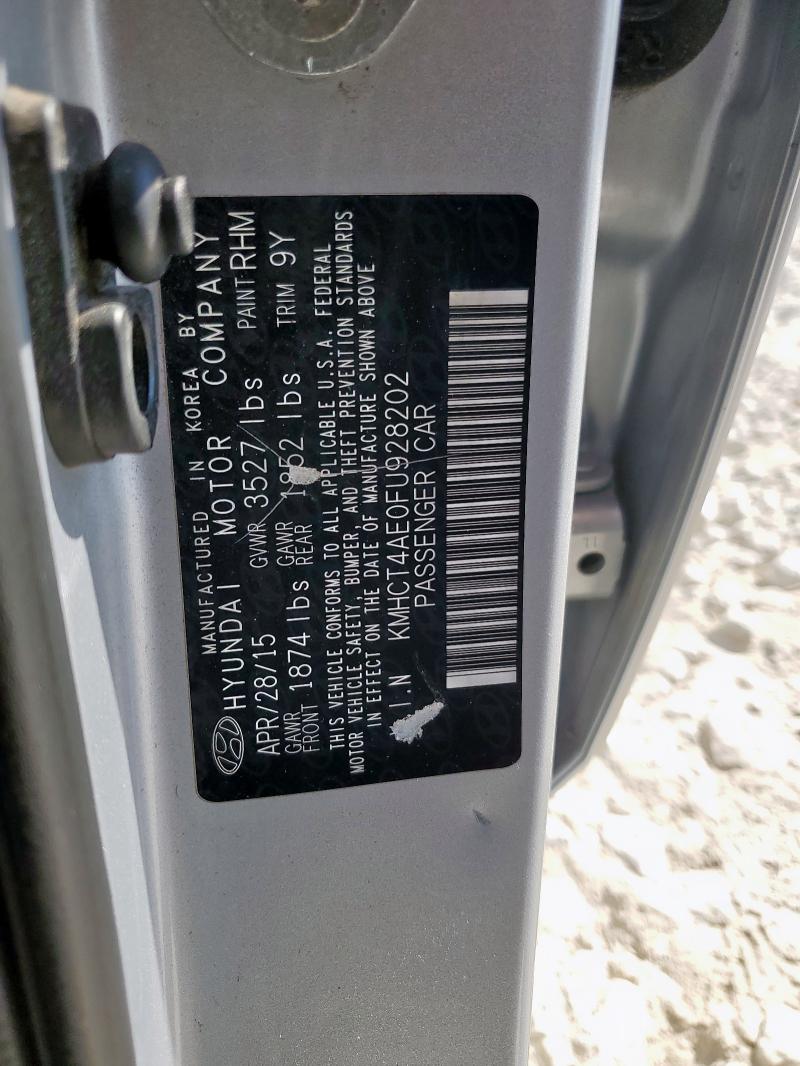 MANUFACTURED IN KOREA BY
HYUNDAI MOTOR COMPANY
APR/28/15 GVWR 3527 lbs PAINT RHM
GAWR FRONT 1874 lbs GAWR REAR 1852 lbs TRIM 9Y
THIS VEHICLE CONFORMS TO ALL APPLICABLE U.S.A. FEDERAL
MOTOR VEHICLE SAFETY, BUMPER, AND THEFT PREVENTION STANDARDS
IN EFFECT ON THE DATE OF MANUFACTURE SHOWN ABOVE
I.N KMHCT4AE0FU928202
PASSENGER CAR